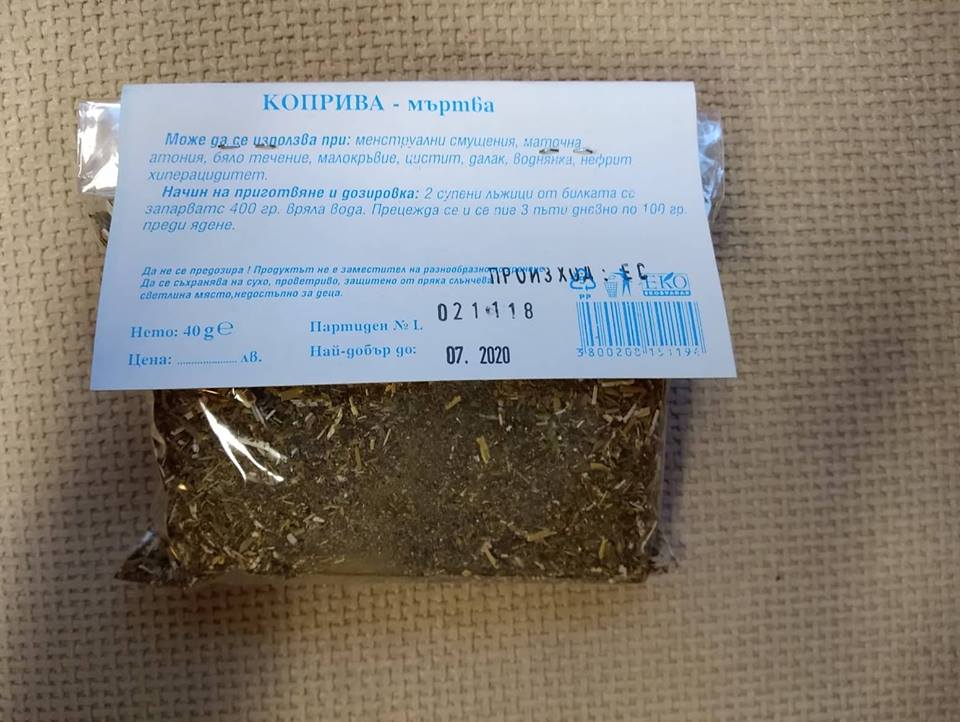 КОПРИВА - мъртва
Може да се използва при: менструални смущения, маточна
атония, бяло течение, малокръвие, цистит, далак, воднянка, нефрит
хиперацидитет.
Начин на приготвяне и дозировка: 2 супени лъжици от билката се
запарватс 400 гр. вряла вода. Прецежда се и се пие 3 пъти дневно по 100 гр.
преди ядене.
Да не се предозира ! Продуктът не е заместител на разнообразно
ПРОИЗХОД: ЕС
Да се съхранява на сухо, проветриво, защитено от пряка слънчева
светлина място,недостъпно за деца.
PP
ЕКО
Нето: 40 g e
Партиден № L
021118
Цена: ................ лв.
Най-добър до:
07. 2020